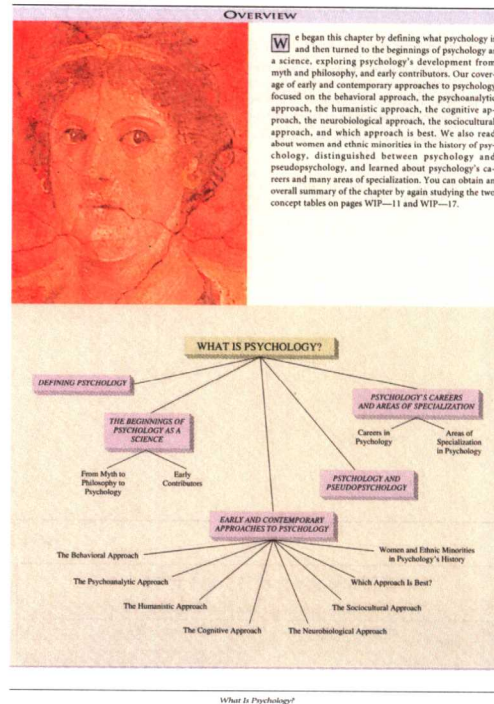 OVERVIEW
We began this chapter by defining what psychology i
and then turned to the beginnings of psychology a
a science, exploring psychology's development from
myth and philosophy, and early contributors. Our cover-
age of early and contemporary approaches to psychology
focused on the behavioral approach, the psychoanalytic
approach, the humanistic approach, the cognitive ap-
proach, the neurobiological approach, the sociocultural
approach, and which approach is best. We also read
about women and ethnic minorities in the history of psy-
chology, distinguished between psychology and
pseudopsychology, and learned about psychology's ca-
reers and many areas of specialization. You can obtain an
overall summary of the chapter by again studying the two
concept tables on pages WIP—11 and WIP—17.
WHAT IS PSYCHOLOGY?
DEFINING PSYCHOLOGY
THE BEGINNINGS OF
PSYCHOLOGY AS A
SCIENCE
From Myth to
Philosophy to
Psychology
Early
Contributors
PSYCHOLOGY'S CAREERS
AND AREAS OF SPECIALIZATION
Careers in
Psychology
Areas of
Specialization
in Psychology
PSYCHOLOGY AND
PSEUDOPSYCHOLOGY
EARLY AND CONTEMPORARY
APPROACHES TO PSYCHOLOGY
The Behavioral Approach
The Psychoanalytic Approach
The Humanistic Approach
The Cognitive Approach
The Neurobiological Approach
The Sociocultural Approach
Which Approach Is Best?
Women and Ethnic Minorities
in Psychology's History
What Is Psychology?